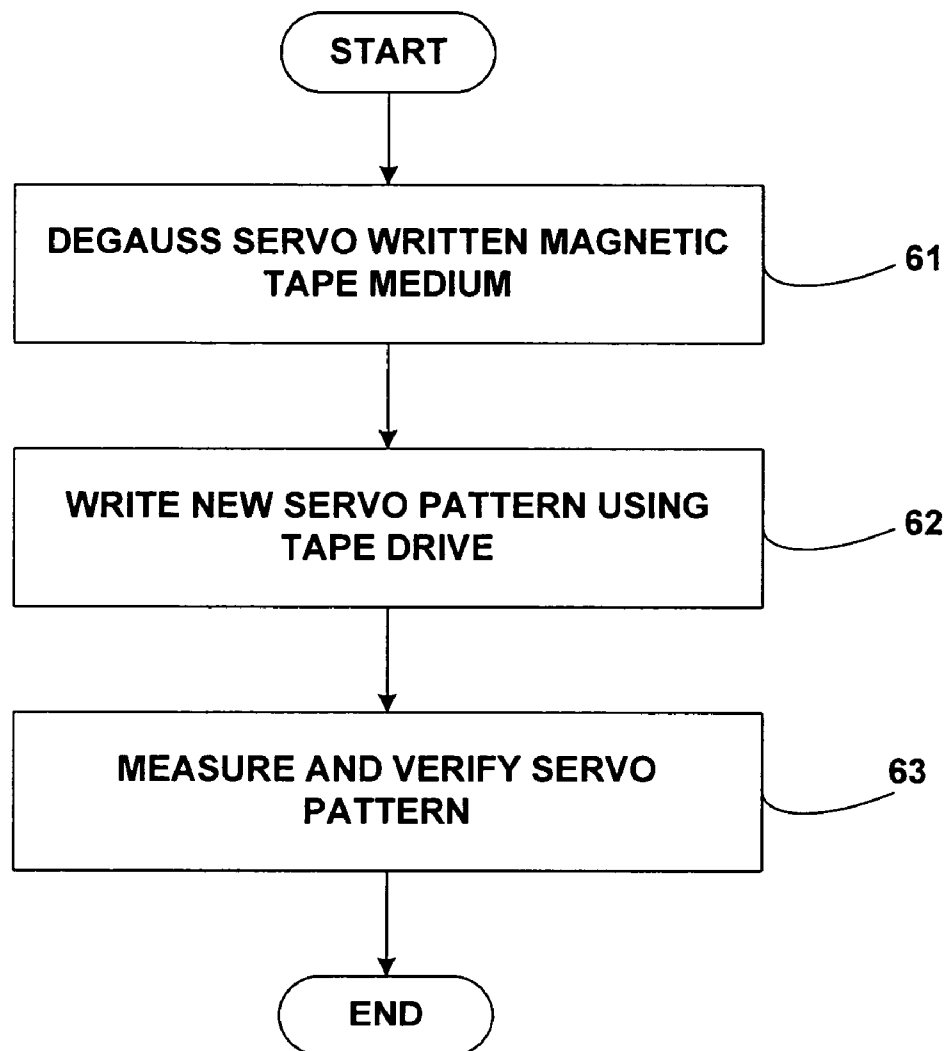 START
DEGAUSS SERVO WRITTEN MAGNETIC
TAPE MEDIUM
61
WRITE NEW SERVO PATTERN USING
TAPE DRIVE
62
MEASURE AND VERIFY SERVO
PATTERN
63
END